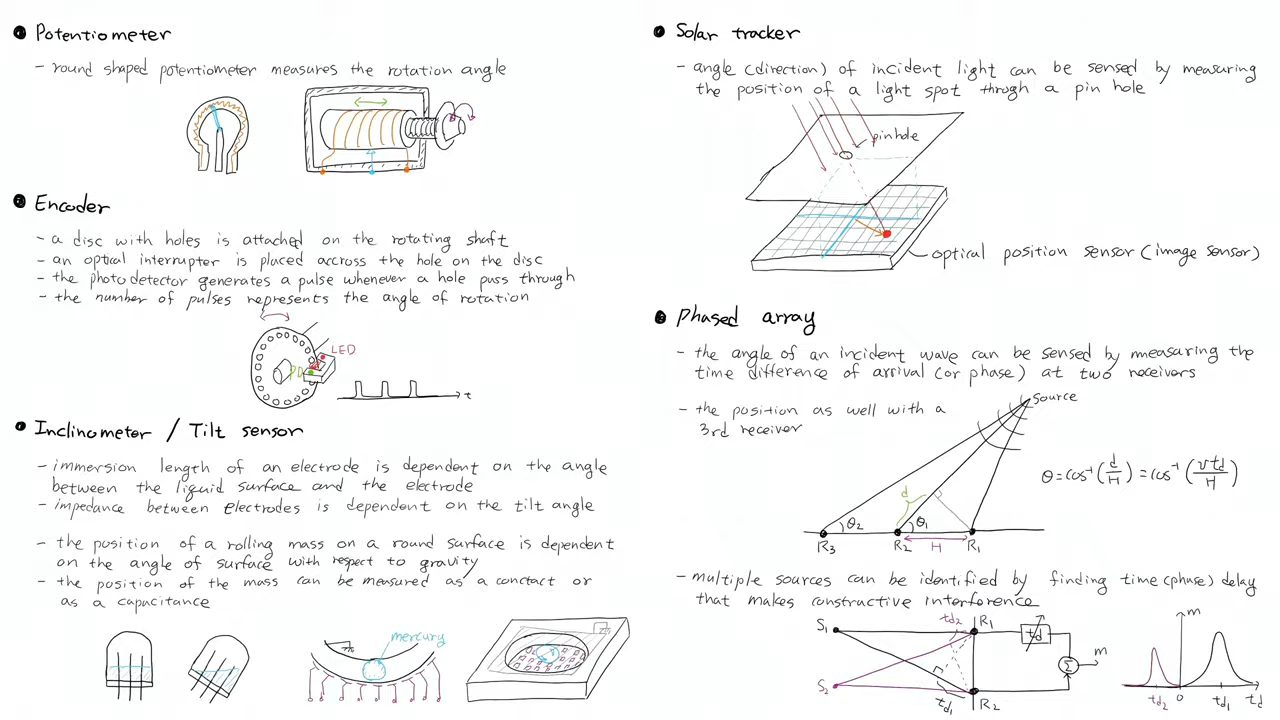 ● Potentiometer
- round shaped potentiometer measures the rotation angle
● Encoder
- a disc with holes is attached on the rotating shaft
- an optical interrupter is placed accross the hole on the disc
- the photodetector generates a pulse whenever a hole pass through
- the number of pulses represents the angle of rotation
LED
PD
t
● Inclinometer / Tilt sensor
- immersion length of an electrode is dependent on the angle
between the liquid surface and the electrode
- impedance between electrodes is dependent on the tilt angle
- the position of a rolling mass on a round surface is dependent
on the angle of surface with respect to gravity
- the position of the mass can be measured as a conctact or
as a capacitance
mercury
● Solar tracker
- angle (direction) of incident light can be sensed by measuring
the position of a light spot throgh a pin hole
pinhole
optical position sensor (image sensor)
● Phased array
- the angle of an incident wave can be sensed by measuring the
time difference of arrival (or phase) at two receivers
- the position as well with a
3rd receiver
source
θ = cos⁻¹(d/H) = cos⁻¹(vtd/H)
d
θ₂
θ₁
R₃
R₂
H
R₁
- multiple sources can be identified by finding time (phase) delay
that makes constructive interference
S₁
td₂
R₁
td
Σ
m
S₂
td₁
R₂
m
td₂
0
td₁
td